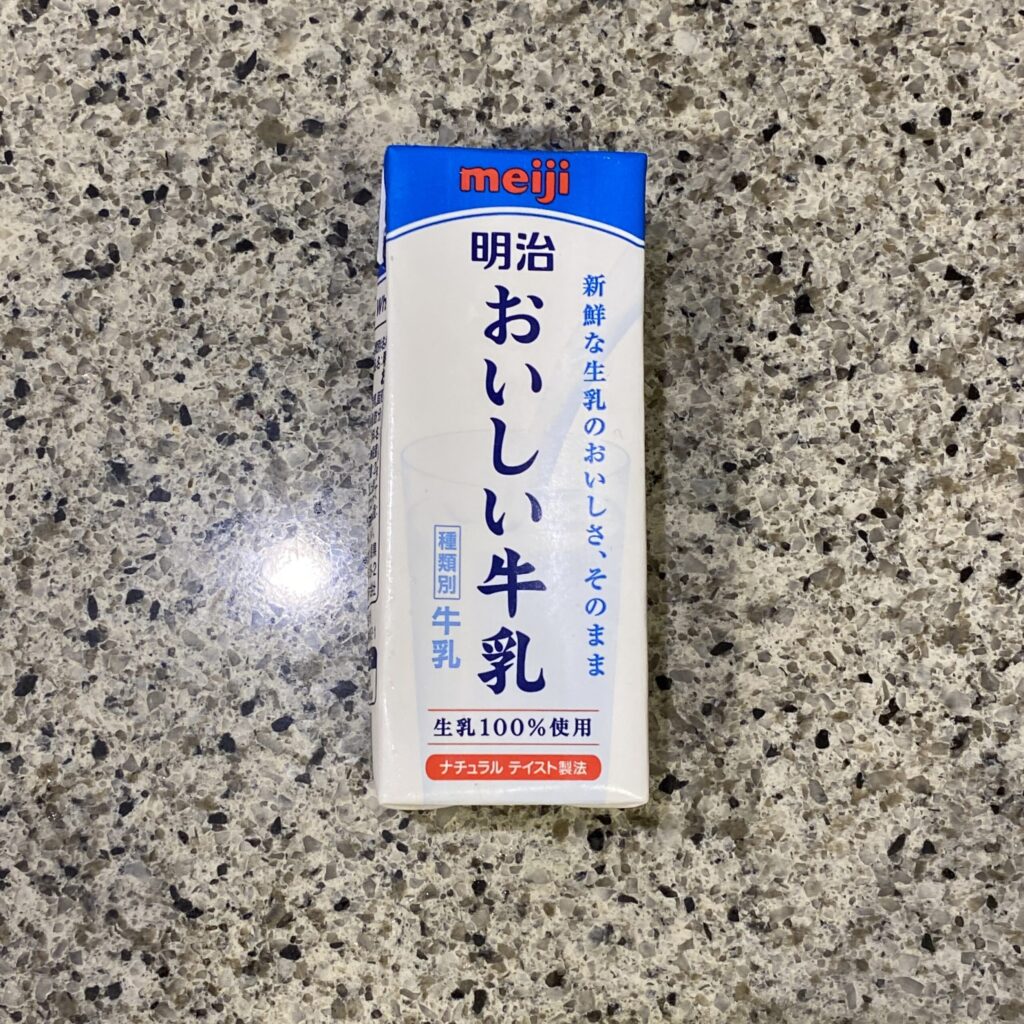 meiji
明治
おいしい牛乳
新鮮な生乳のおいしさ、そのまま
種類別
牛乳
生乳100%使用
ナチュラル テイスト製法